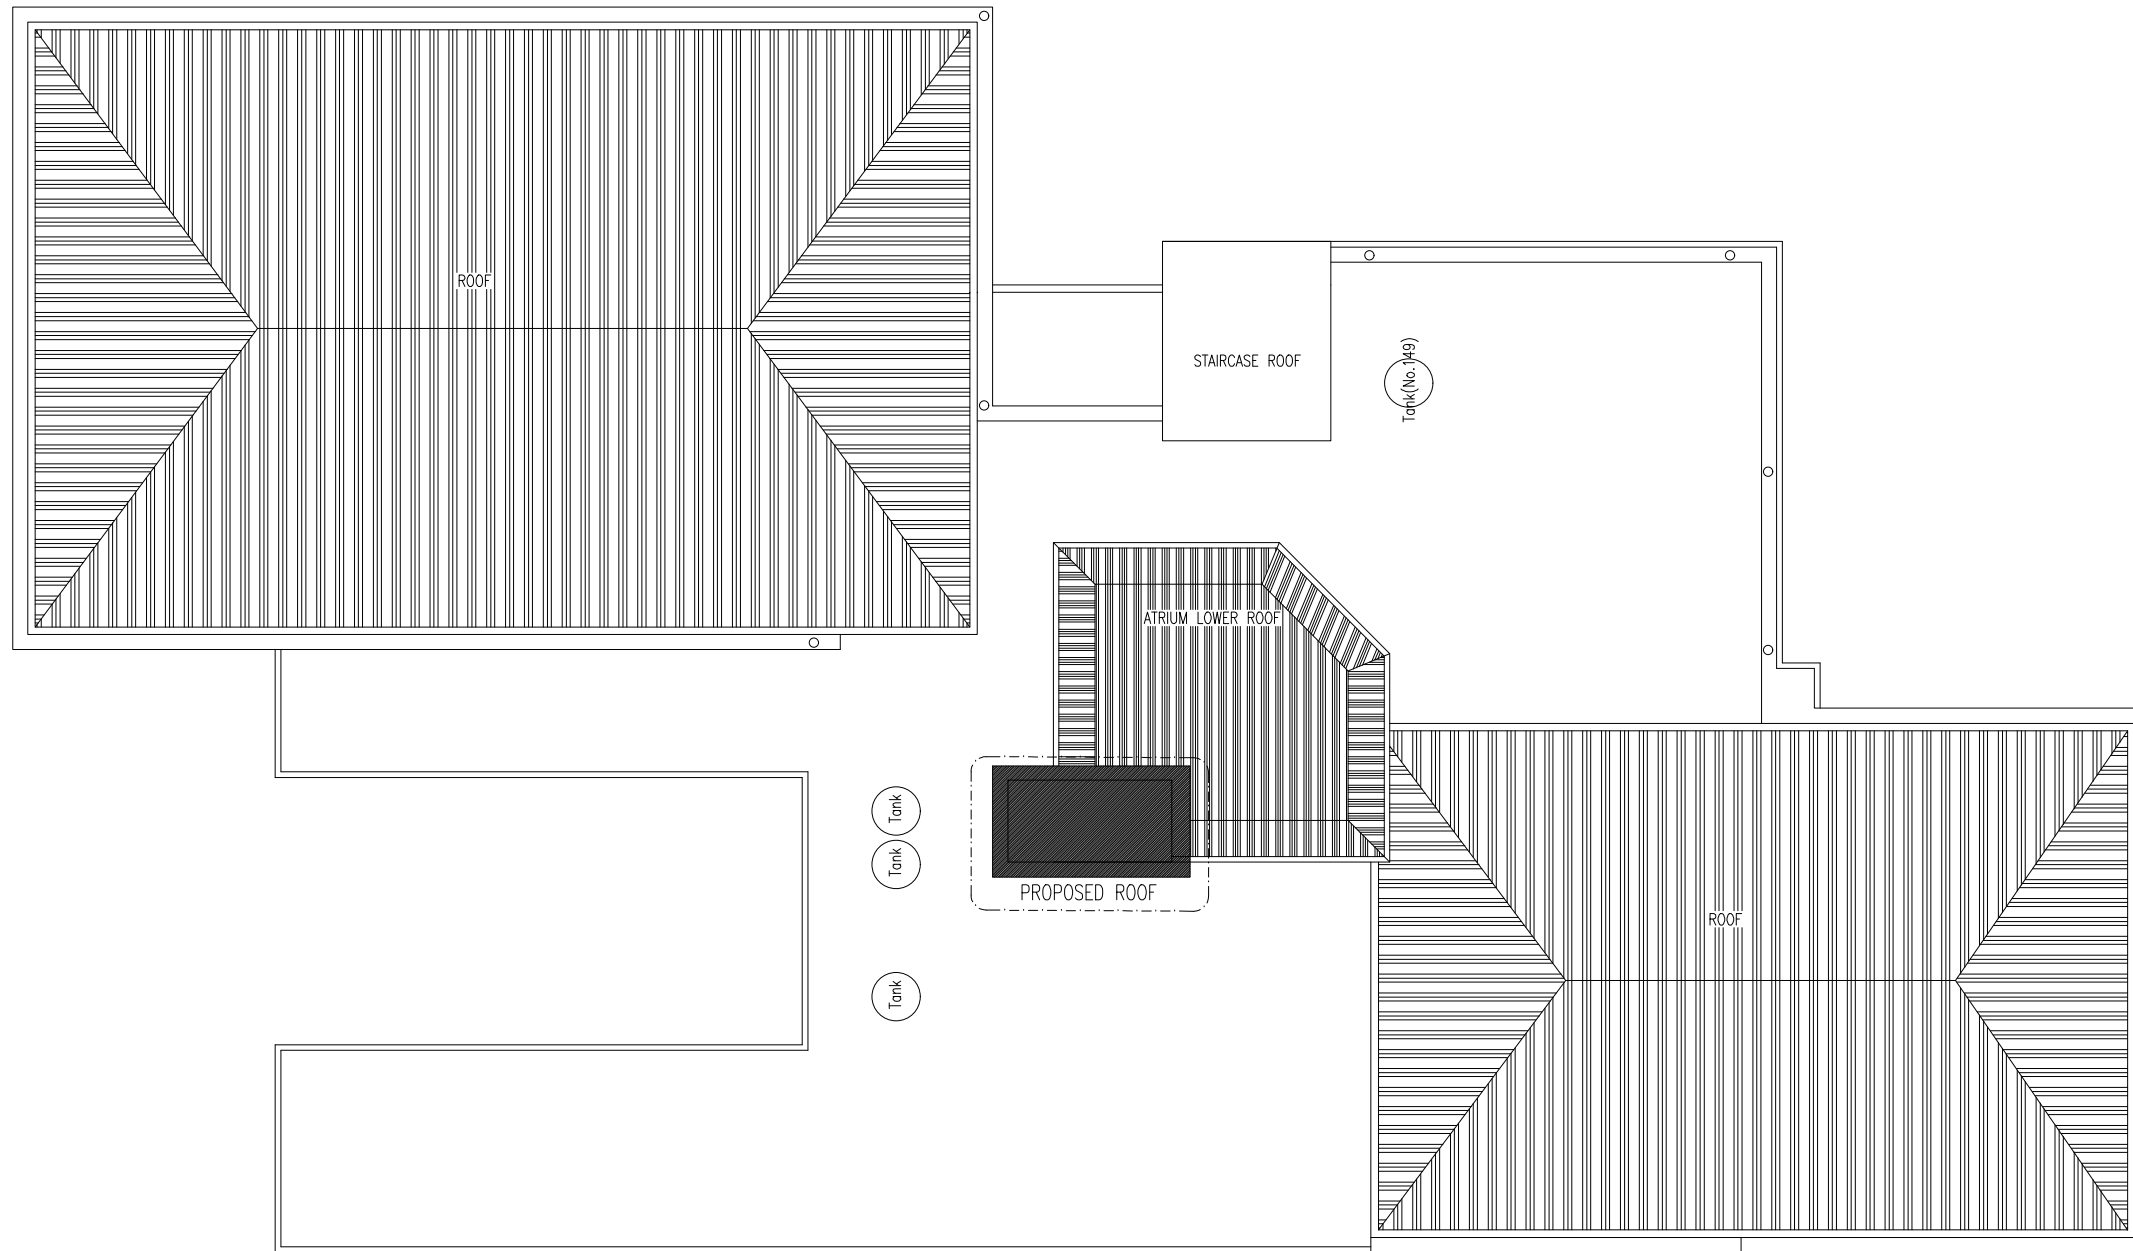 ROOF
STAIRCASE ROOF
Tank(No.149)
ATRIUM LOWER ROOF
Tank
Tank
PROPOSED ROOF
ROOF
Tank